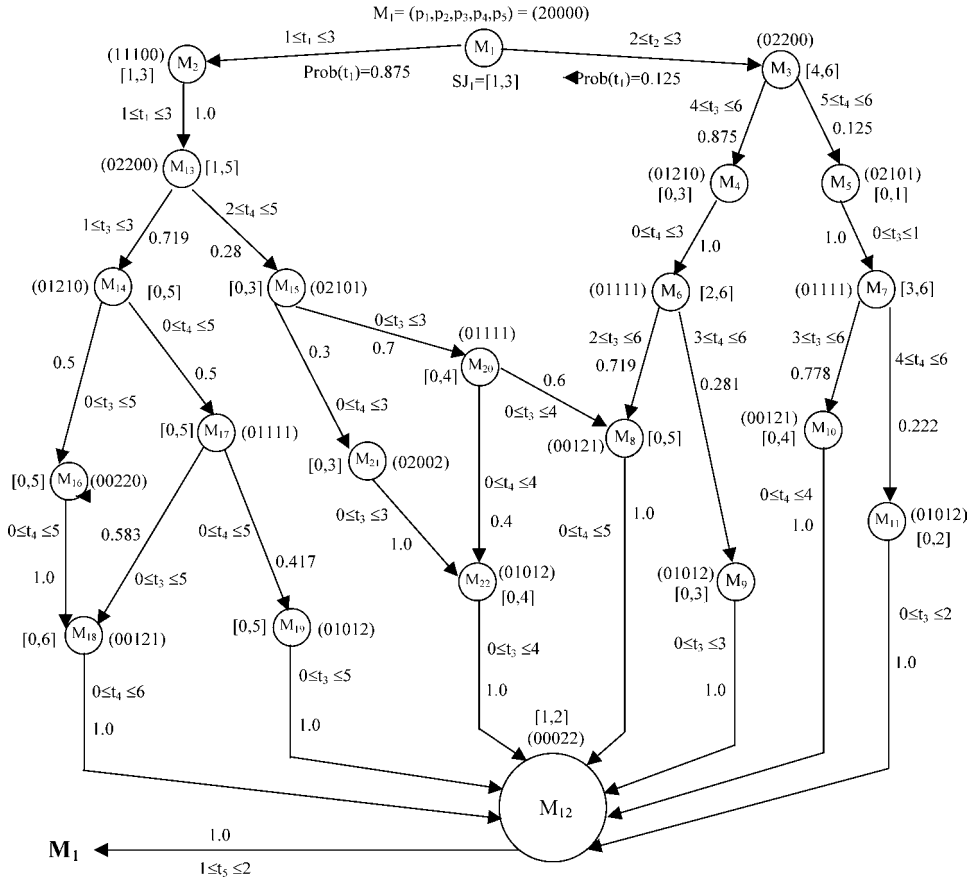 M₁= (p₁,p₂,p₃,p₄,p₅) = (20000)
1≤t₁ ≤3
M₁
2≤t₂ ≤3
(02200)
(11100)
M₂
[1,3]
Prob(t₁)=0.875
SJ₁=[1,3]
Prob(t₁)=0.125
M₃
[4,6]
1≤t₁ ≤3
1.0
4≤t₃ ≤6
0.875
5≤t₄ ≤6
0.125
(02200)
M₁₃
[1,5]
(01210)
[0,3]
M₄
M₅
(02101)
[0,1]
1≤t₃ ≤3
0.719
2≤t₄ ≤5
0.28
0≤t₄ ≤3
1.0
1.0
0≤t₃≤1
(01210)
M₁₄
[0,5]
[0,3]
M₁₅
(02101)
(01111)
M₆
[2,6]
(01111)
M₇
[3,6]
0.5
0≤t₃ ≤5
0≤t₄ ≤5
0.5
0.3
0≤t₄ ≤3
0≤t₃ ≤3
0.7
(01111)
M₂₀
[0,4]
0.6
0≤t₃ ≤4
2≤t₃ ≤6
0.719
3≤t₄ ≤6
0.281
3≤t₃ ≤6
0.778
4≤t₄ ≤6
0.222
[0,5]
M₁₇
(01111)
[0,3]
M₂₁
(02002)
(00121)
M₈
[0,5]
(00121)
[0,4]
M₁₀
[0,5]
M₁₆
(00220)
0≤t₄ ≤5
1.0
0.583
0≤t₃ ≤5
0≤t₄ ≤5
0.417
0≤t₃ ≤3
1.0
0≤t₄ ≤4
0.4
0≤t₄ ≤5
1.0
0≤t₄ ≤4
1.0
M₁₁
(01012)
[0,2]
M₂₂
(01012)
[0,4]
(01012)
[0,3]
M₉
[0,6]
M₁₈
(00121)
[0,5]
M₁₉
(01012)
0≤t₄ ≤6
1.0
0≤t₃ ≤5
1.0
0≤t₃ ≤4
1.0
0≤t₃ ≤3
1.0
0≤t₃ ≤2
1.0
[1,2]
(00022)
M₁₂
M₁
1.0
1≤t₅ ≤2